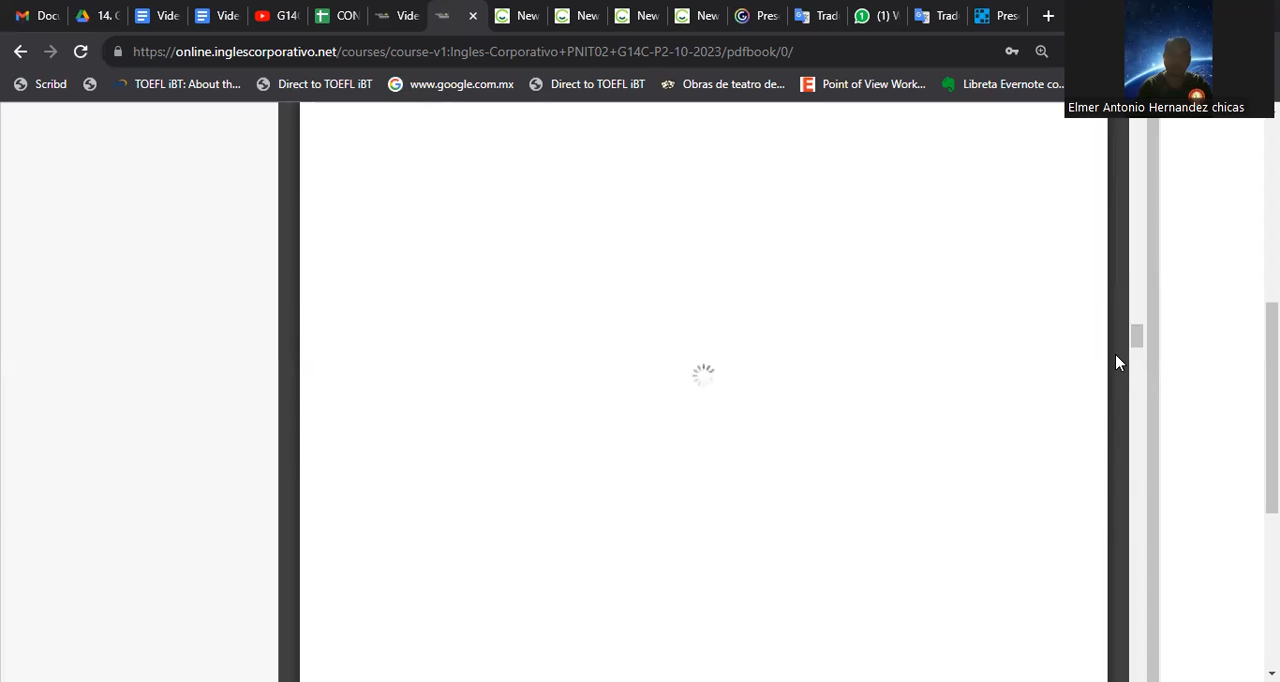 Doc 14. C Vide Vide G14 CON Vide New New New New Pres Trad (1) W Trad Pres
https://online.inglescorporativo.net/courses/course-v1:Ingles-Corporativo+PNIT02+G14C-P2-10-2023/pdfbook/0/
Scribd TOEFL iBT: About th... Direct to TOEFL iBT www.gocgle.com.mx Direct to TOEFL iBT Obras de teatro de... Point of View Work... Libreta Evernote co...
Elmer Antonio Hernandez chicas